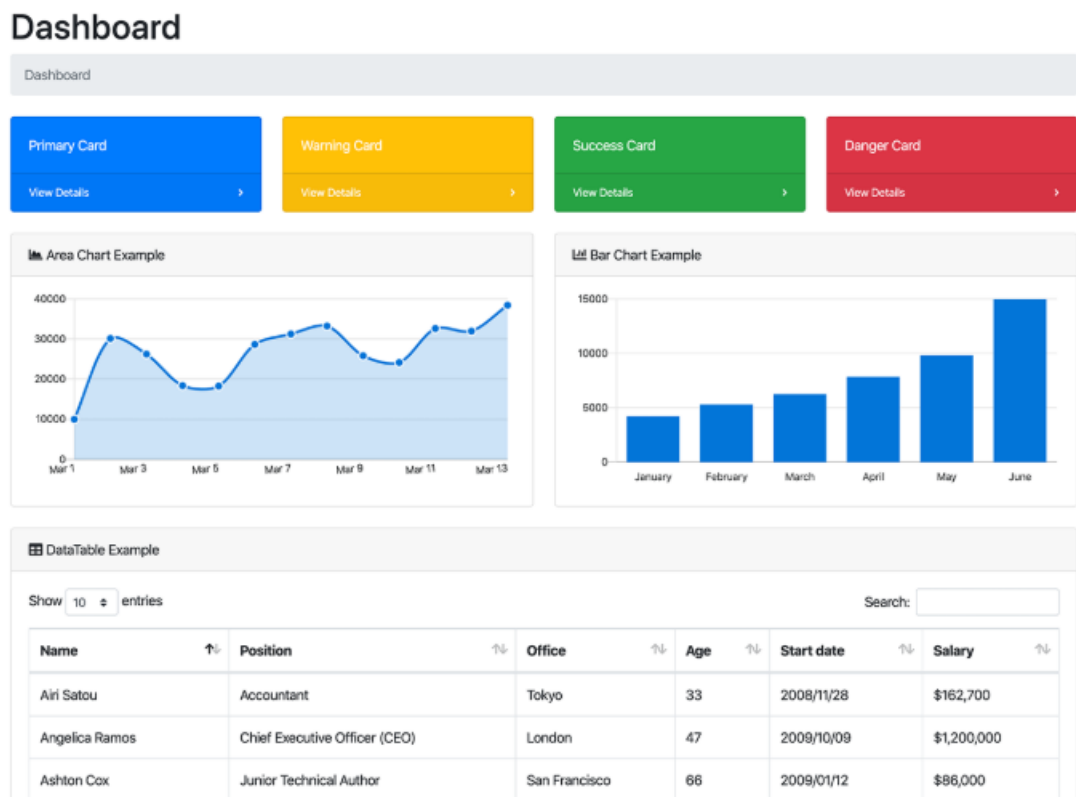 Dashboard
Dashboard
Primary Card
View Details
Warning Card
View Details
Success Card
View Details
Danger Card
View Details
Area Chart Example
40000
30000
20000
10000
0
Mar 1 Mar 3 Mar 5 Mar 7 Mar 9 Mar 11 Mar 13
Bar Chart Example
15000
10000
5000
0
January February March April May June
DataTable Example
Show 10 entries Search:
Name Position Office Age Start date Salary
Airi Satou Accountant Tokyo 33 2008/11/28 $162,700
Angelica Ramos Chief Executive Officer (CEO) London 47 2009/10/09 $1,200,000
Ashton Cox Junior Technical Author San Francisco 66 2009/01/12 $86,000